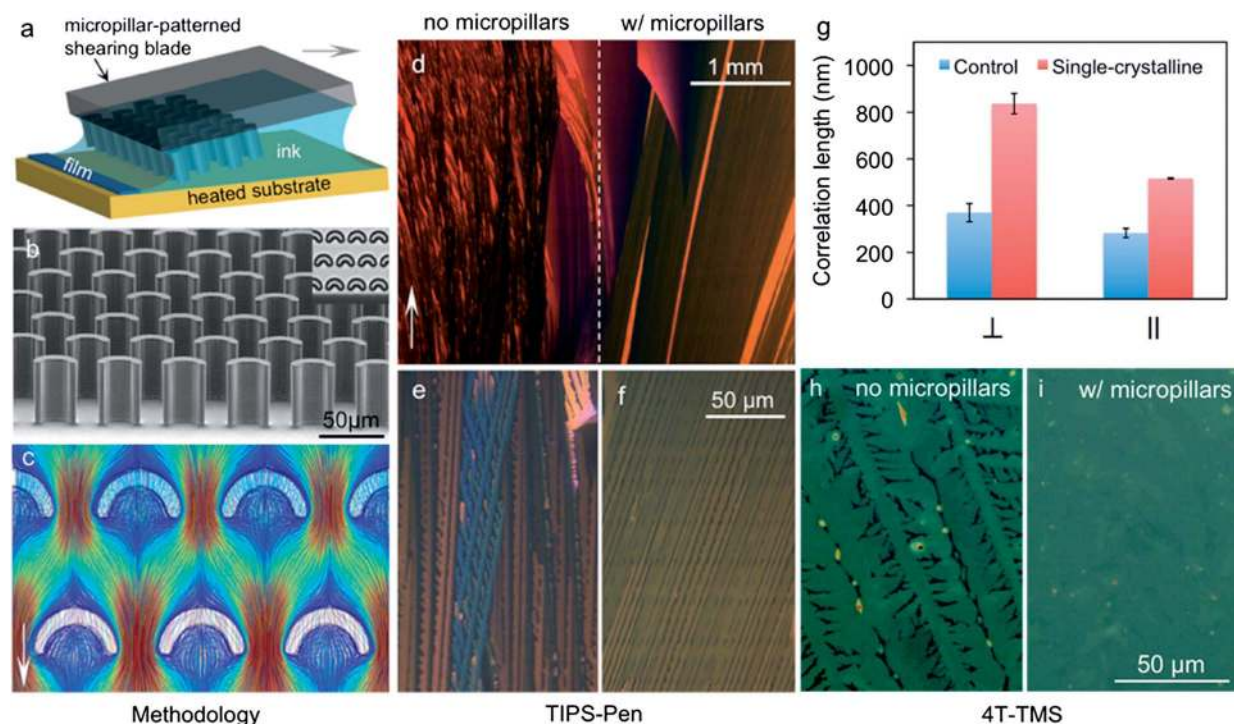 a
micropillar-patterned
shearing blade
ink
film
heated substrate
b
50µm
c
Methodology
no micropillars
w/ micropillars
d
1 mm
e
f
50 µm
TIPS-Pen
g
Correlation length (nm)
1000
800
600
400
200
0
Control
Single-crystalline
⊥
||
h
no micropillars
i
w/ micropillars
50 µm
4T-TMS